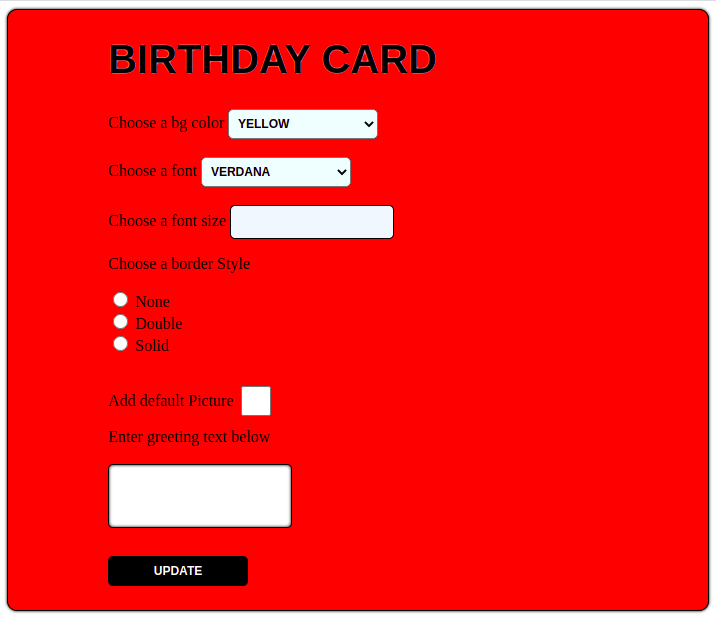 BIRTHDAY CARD
Choose a bg color YELLOW
Choose a font VERDANA
Choose a font size
Choose a border Style
None
Double
Solid
Add default Picture
Enter greeting text below
UPDATE